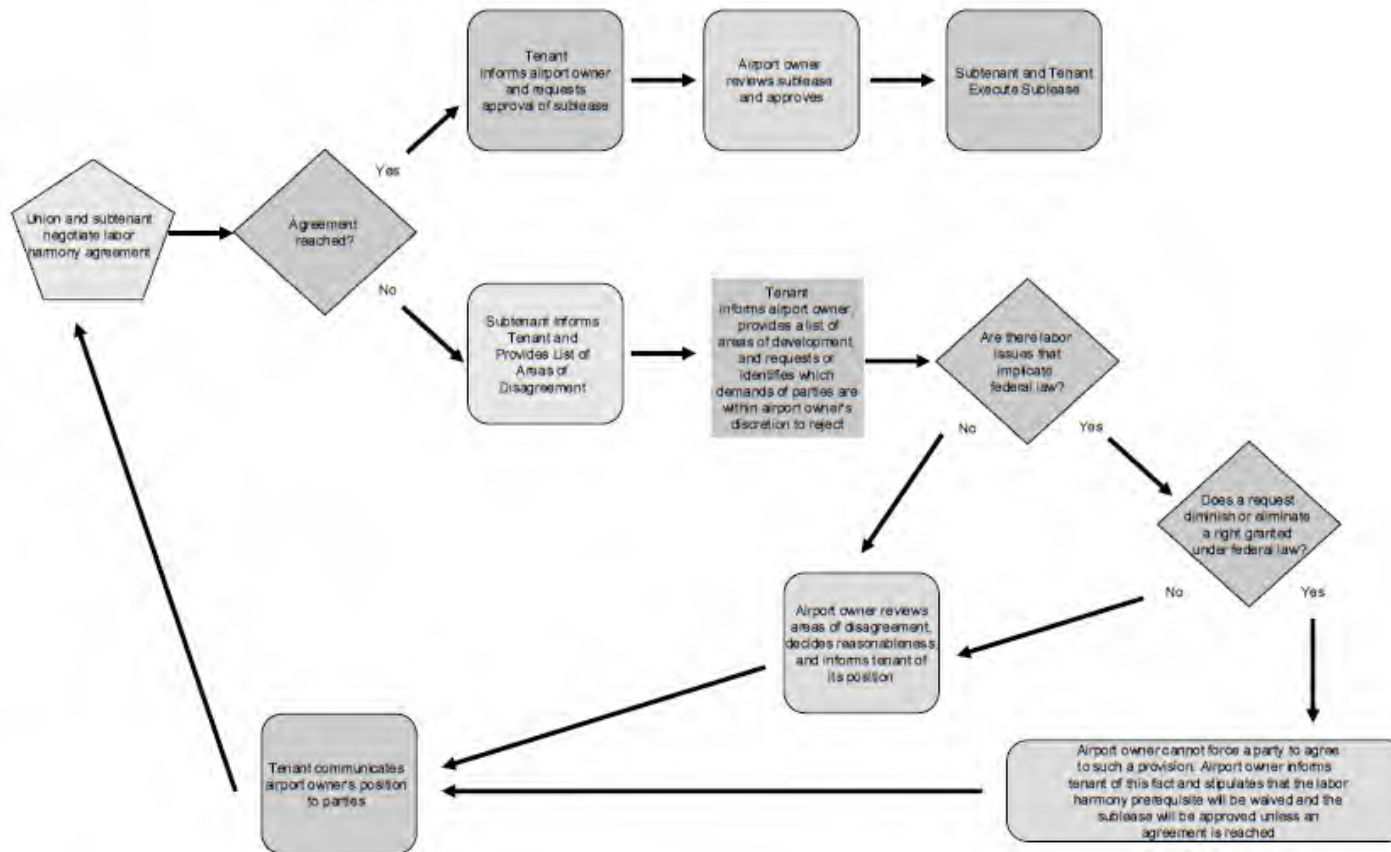 Tenant
informs airport owner
and requests
approval of sublease
Airport owner
reviews sublease
and approves
Subtenant and Tenant
Execute Sublease
Yes
Union and subtenant
negotiate labor
harmony agreement
Agreement
reached?
No
Subtenant Informs
Tenant and
Provides List of
Areas of
Disagreement
Tenant
informs airport owner,
provides a list of
areas of development,
and requests or
identifies which
demands of parties are
within airport owner's
discretion to reject
Are there labor
issues that
implicate
federal law?
No
Yes
Does a request
diminish or eliminate
a right granted
under federal law?
No
Yes
Airport owner reviews
areas of disagreement,
decides reasonableness,
and informs tenant of
its position
Tenant communicates
airport owner's position
to parties
Airport owner cannot force a party to agree
to such a provision. Airport owner informs
tenant of this fact and stipulates that the labor
harmony prerequisite will be waived and the
sublease will be approved unless an
agreement is reached